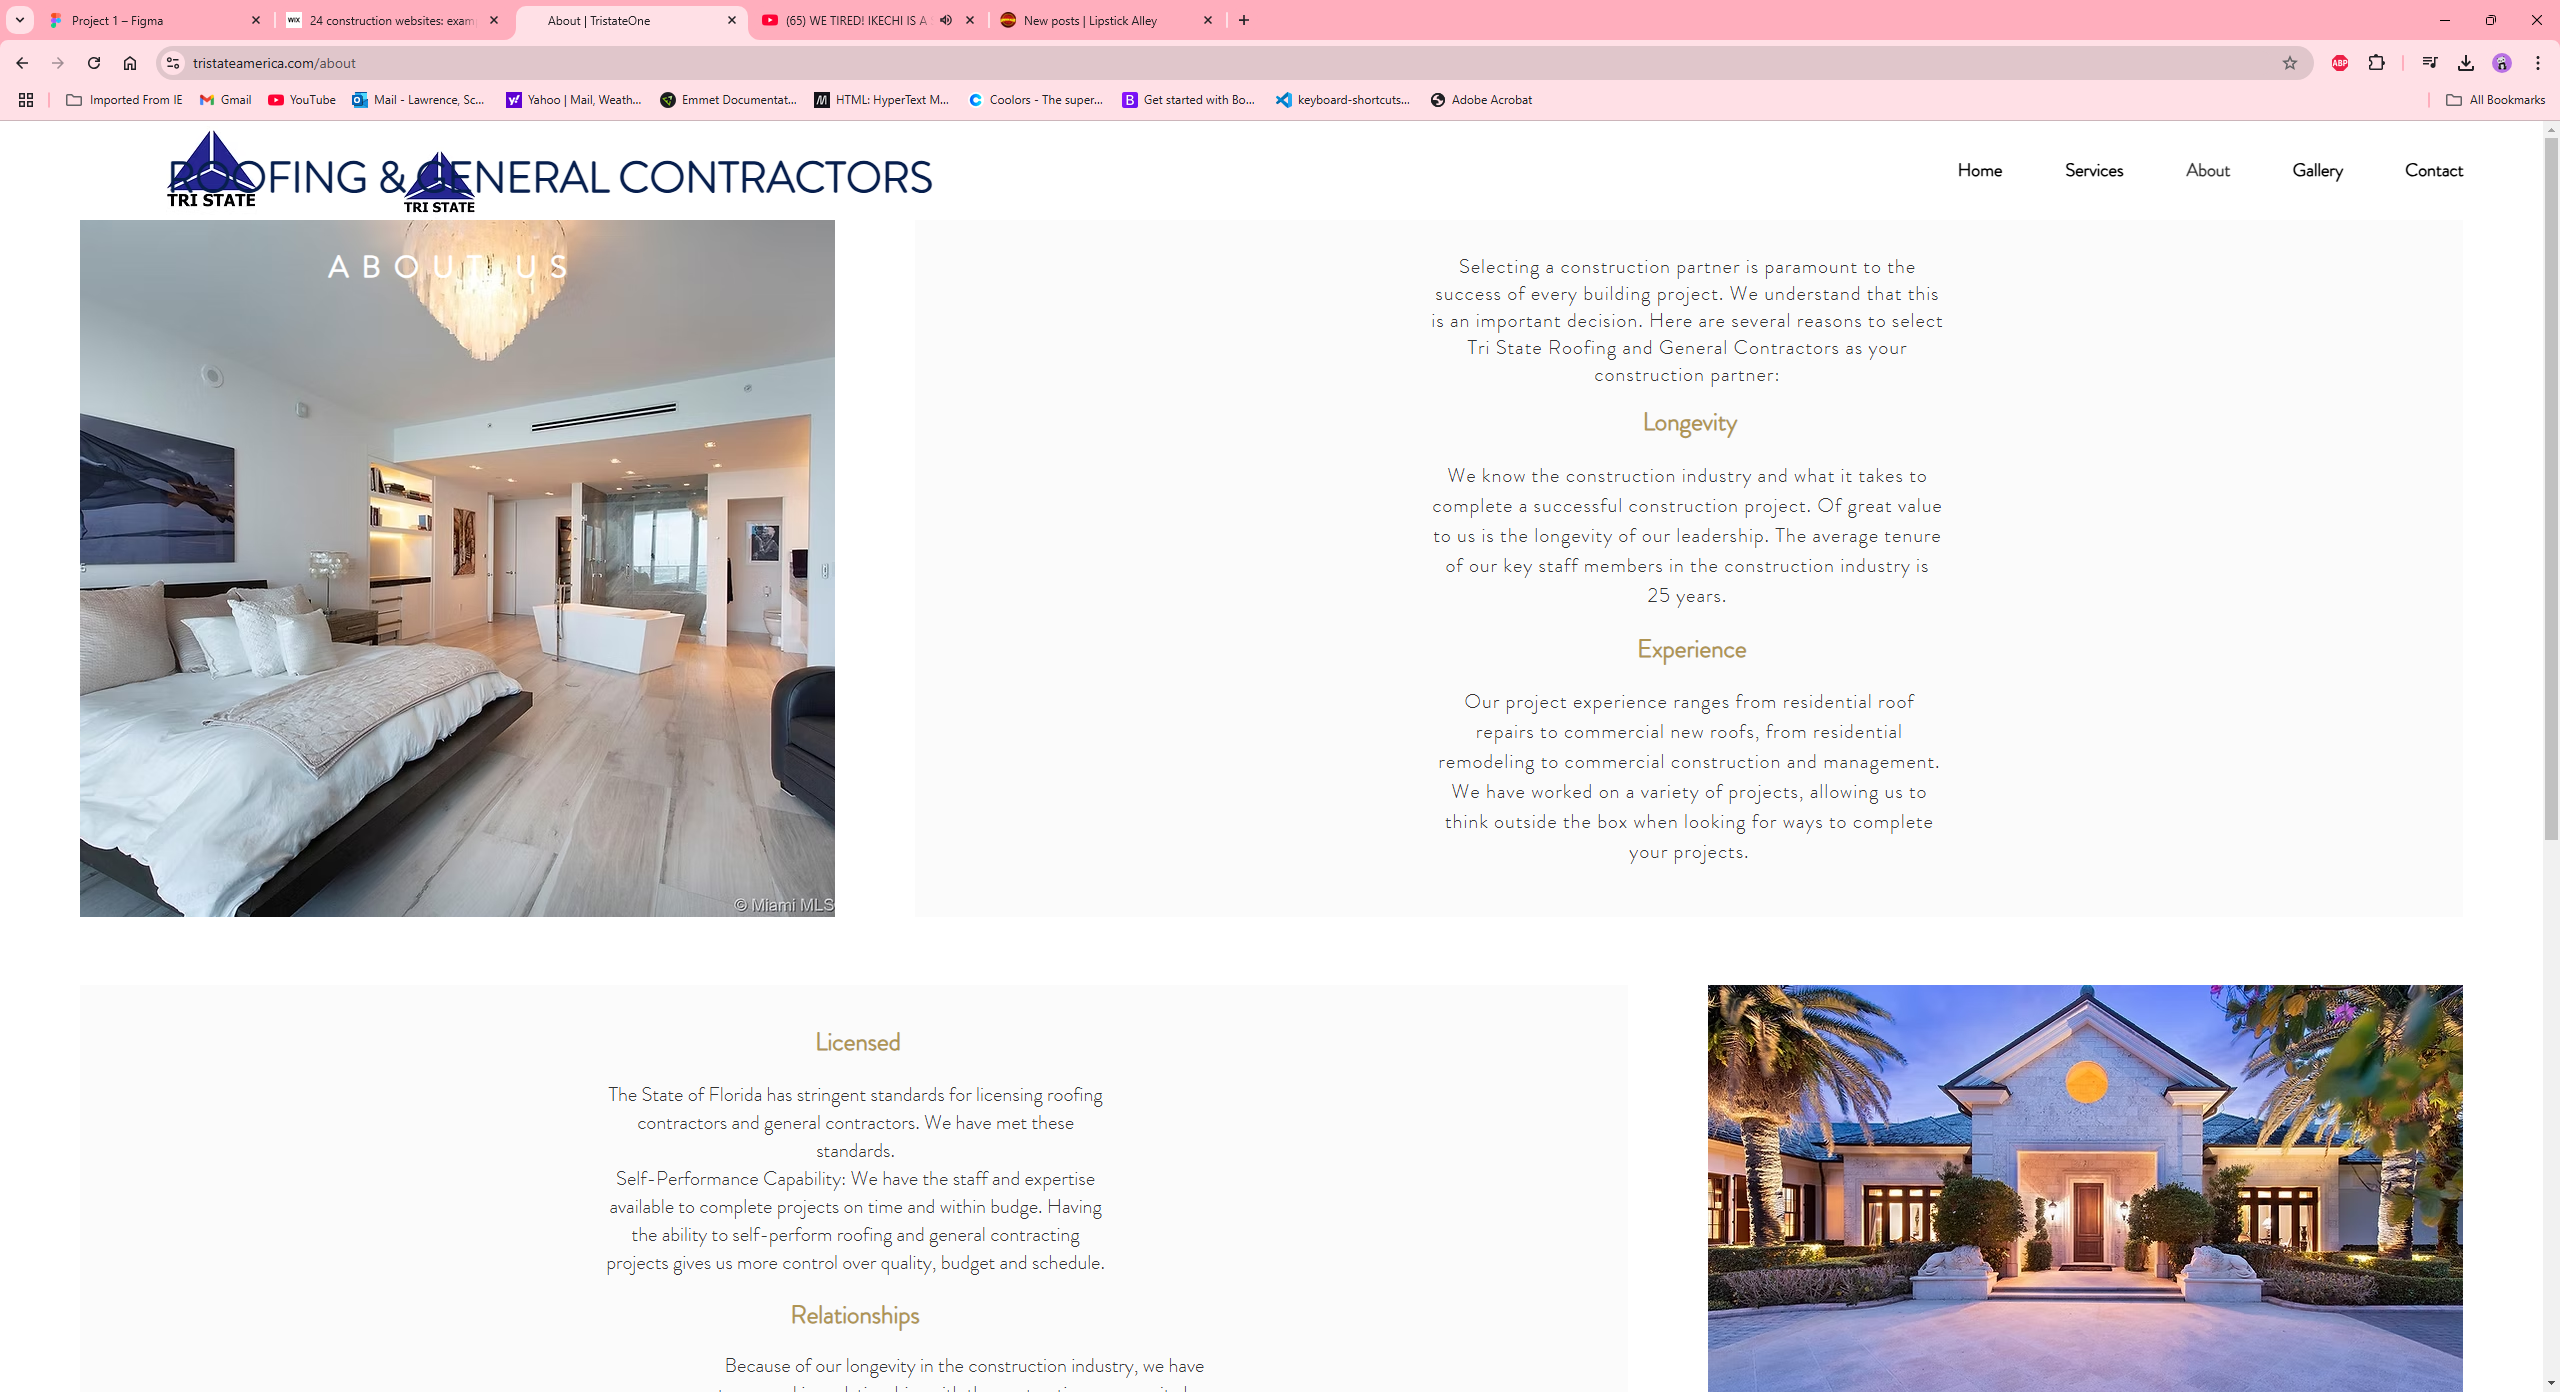 Project 1 – Figma
24 construction websites: exam
About | TristateOne
(65) WE TIRED! IKECHI IS A
New posts | Lipstick Alley
tristateamerica.com/about
Imported From IE
Gmail
YouTube
Mail - Lawrence, Sc...
Yahoo | Mail, Weath...
Emmet Documentat...
HTML: HyperText M...
Coolors - The super...
Get started with Bo...
keyboard-shortcuts...
Adobe Acrobat
All Bookmarks
ROOFING & GENERAL CONTRACTORS
TRI STATE
TRI STATE
Home
Services
About
Gallery
Contact
ABOUT US
© Miami MLS
Selecting a construction partner is paramount to the
success of every building project. We understand that this
is an important decision. Here are several reasons to select
Tri State Roofing and General Contractors as your
construction partner:
Longevity
We know the construction industry and what it takes to
complete a successful construction project. Of great value
to us is the longevity of our leadership. The average tenure
of our key staff members in the construction industry is
25 years.
Experience
Our project experience ranges from residential roof
repairs to commercial new roofs, from residential
remodeling to commercial construction and management.
We have worked on a variety of projects, allowing us to
think outside the box when looking for ways to complete
your projects.
Licensed
The State of Florida has stringent standards for licensing roofing
contractors and general contractors. We have met these
standards.
Self-Performance Capability: We have the staff and expertise
available to complete projects on time and within budge. Having
the ability to self-perform roofing and general contracting
projects gives us more control over quality, budget and schedule.
Relationships
Because of our longevity in the construction industry, we have